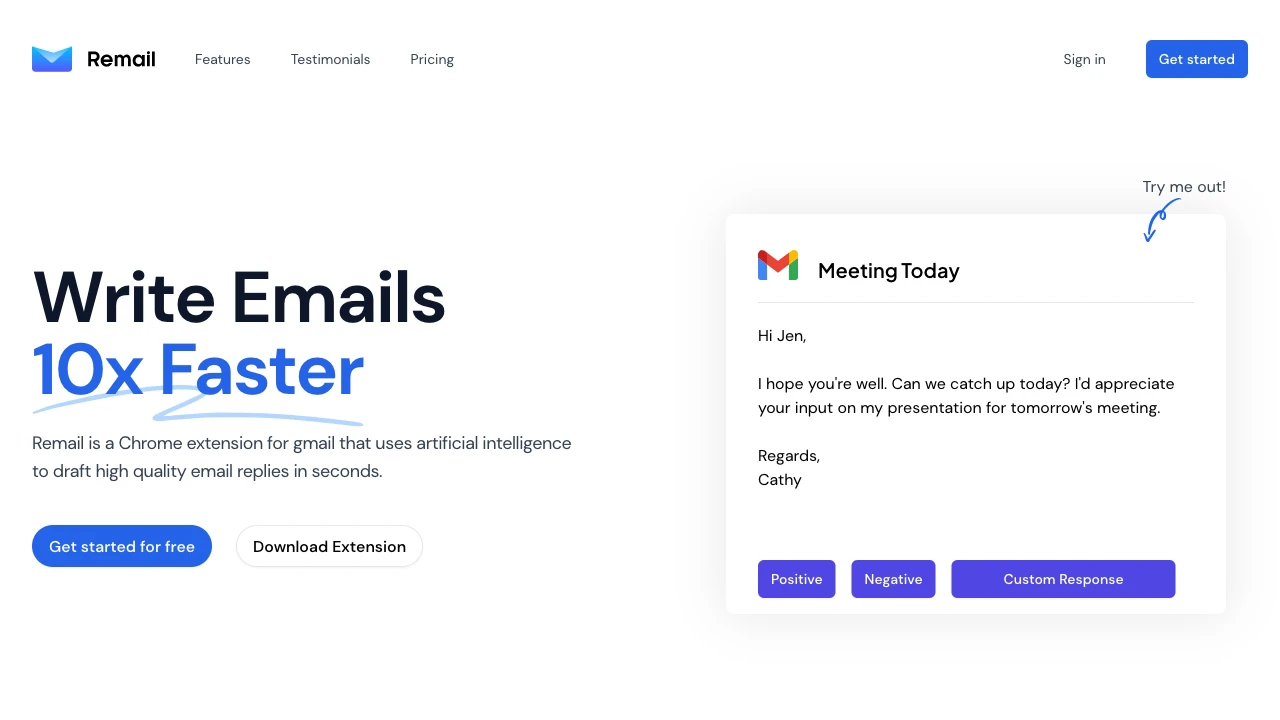 Remail
Features
Testimonials
Pricing
Sign in
Get started
Try me out!
Write Emails
10x Faster
Remail is a Chrome extension for gmail that uses artificial intelligence
to draft high quality email replies in seconds.
Get started for free
Download Extension
Meeting Today
Hi Jen,
I hope you're well. Can we catch up today? I'd appreciate
your input on my presentation for tomorrow's meeting.
Regards,
Cathy
Positive
Negative
Custom Response